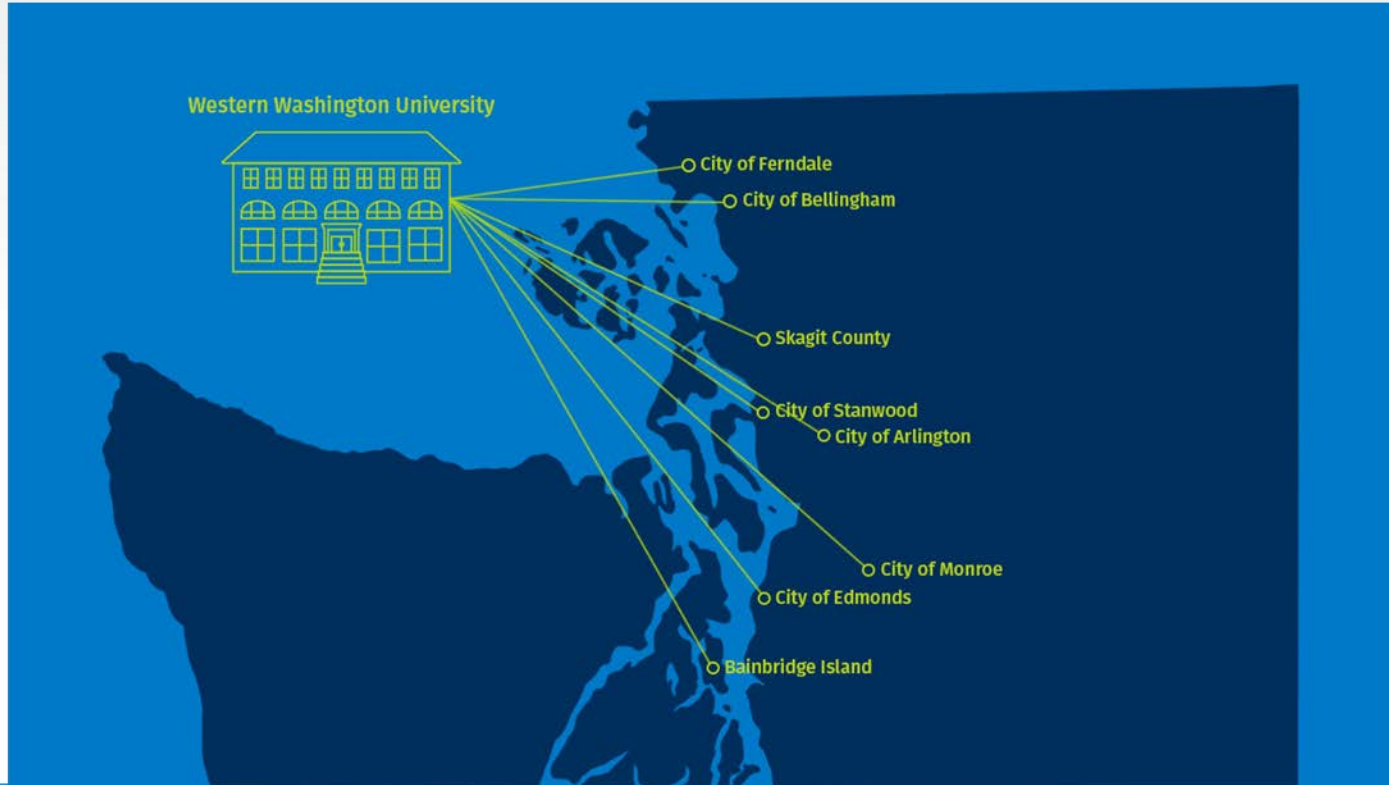 Western Washington University
City of Ferndale
City of Bellingham
Skagit County
City of Stanwood
City of Arlington
City of Monroe
City of Edmonds
Bainbridge Island